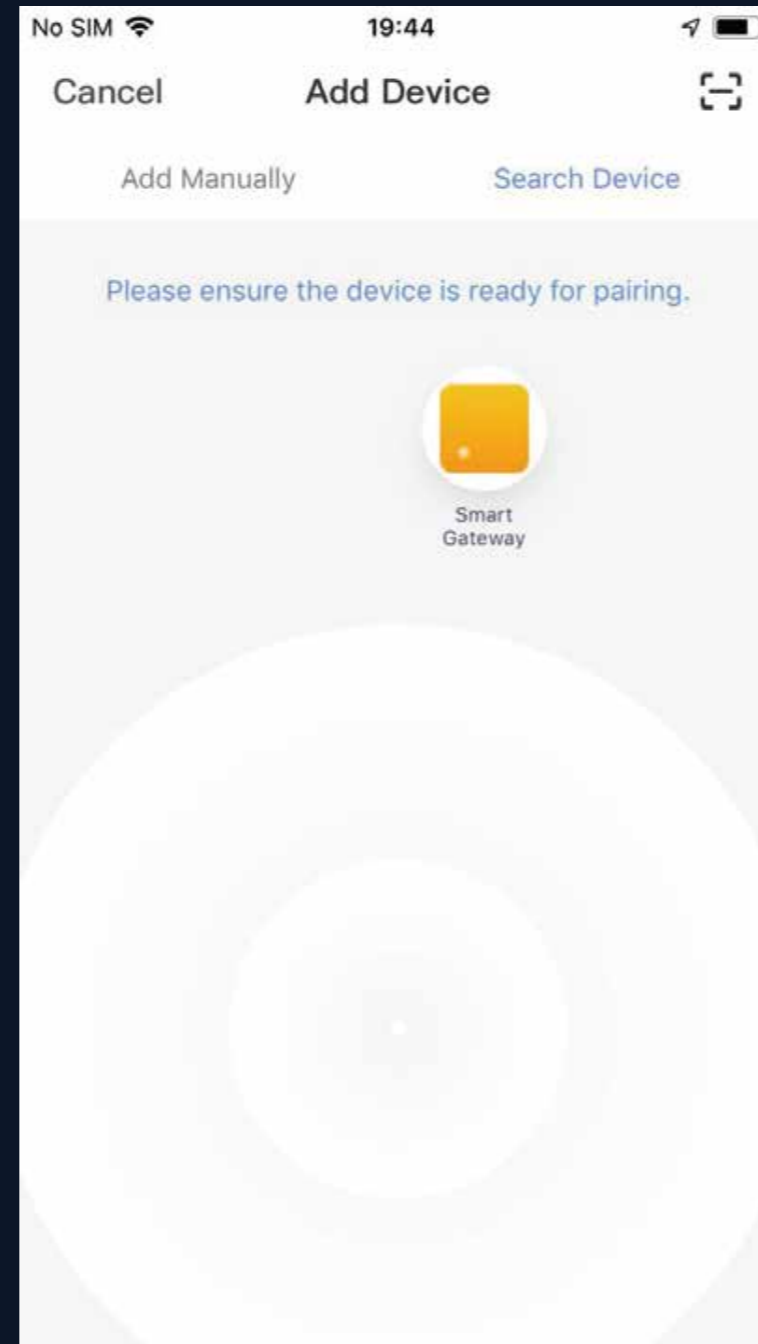 No SIM 19:44
Cancel Add Device
Add Manually Search Device
Please ensure the device is ready for pairing.
Smart
Gateway